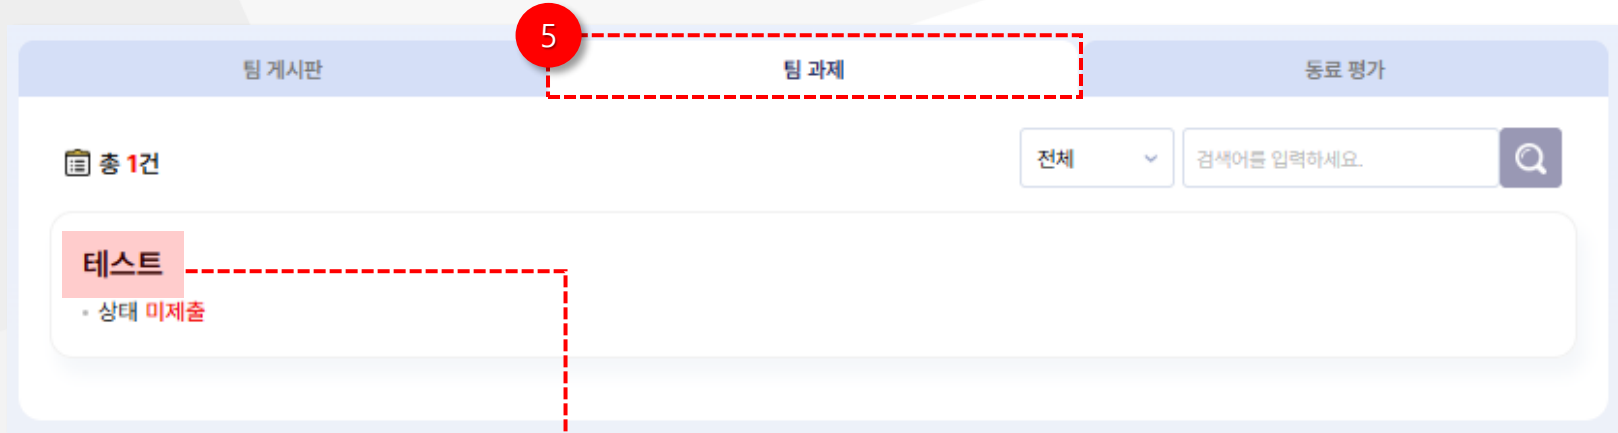 5
팀 게시판
팀 과제
동료 평가
총 1건
전체
검색어를 입력하세요.
테스트
상태 미제출